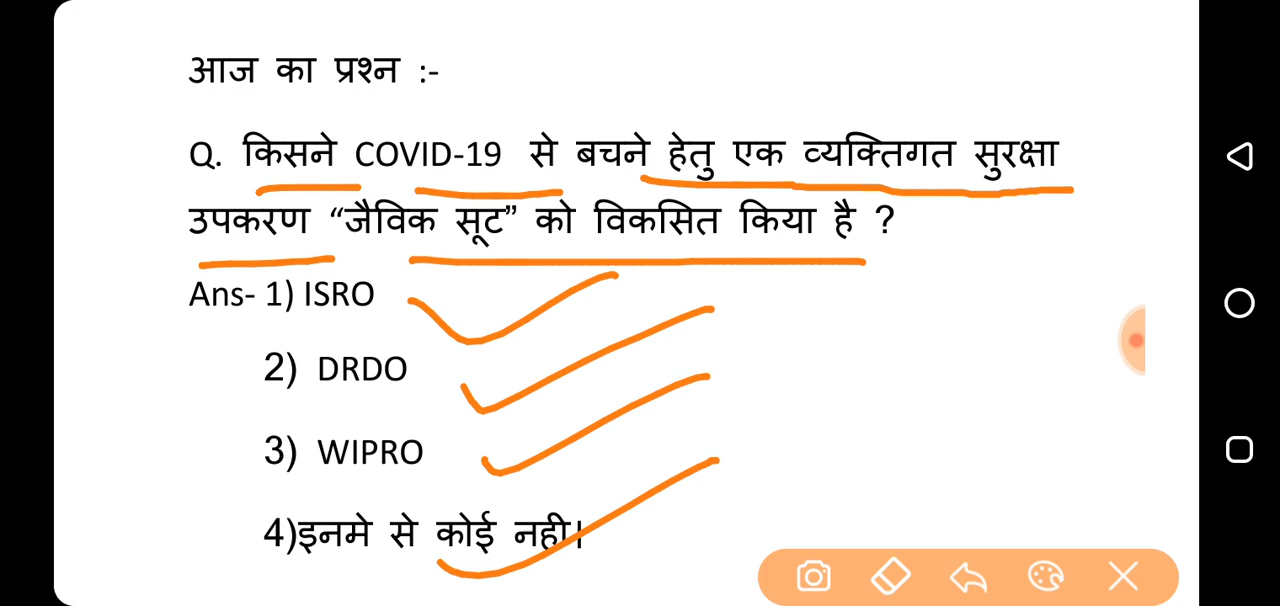 आज का प्रश्न :-
Q. किसने COVID-19 से बचने हेतु एक व्यक्तिगत सुरक्षा
उपकरण “जैविक सूट” को विकसित किया है ?
Ans- 1) ISRO
2) DRDO
3) WIPRO
4)इनमे से कोई नही।